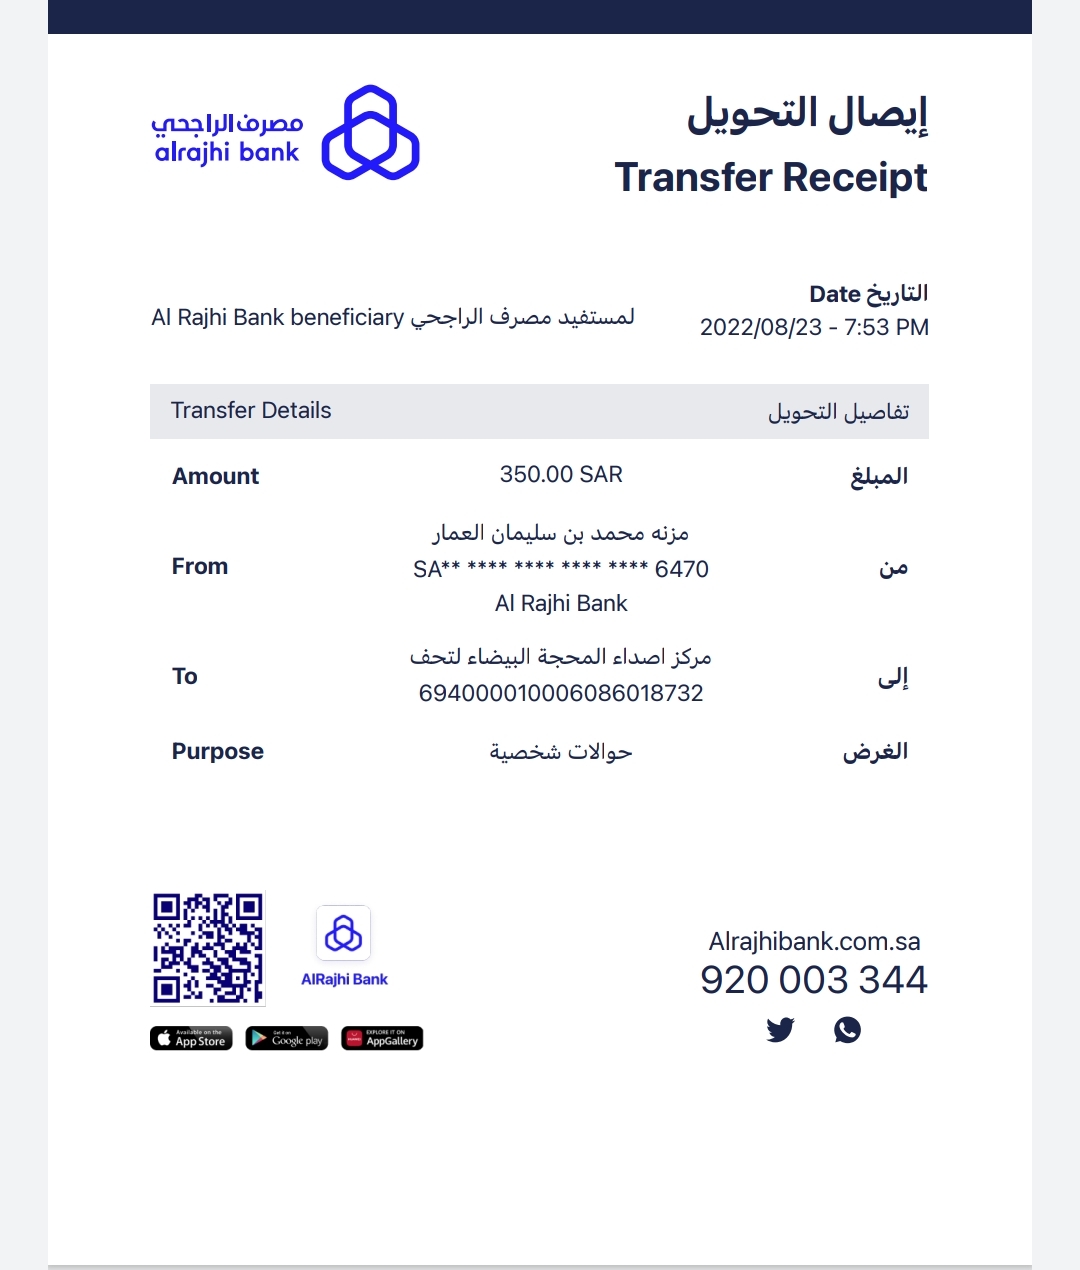 مصرف الراجحي
alrajhi bank
إيصال التحويل
Transfer Receipt
التاريخ Date
2022/08/23 - 7:53 PM
Al Rajhi Bank beneficiary لمستفيد مصرف الراجحي
Transfer Details تفاصيل التحويل
Amount 350.00 SAR المبلغ
مزنه محمد بن سليمان العمار
From SA** **** **** **** **** 6470 من
Al Rajhi Bank
مركز اصداء المحجة البيضاء لتحف
To 694000010006086018732 إلى
Purpose حوالات شخصية الغرض
AlRajhi Bank
Available on the App Store
Get it on Google play
EXPLORE IT ON AppGallery
Alrajhibank.com.sa
920 003 344